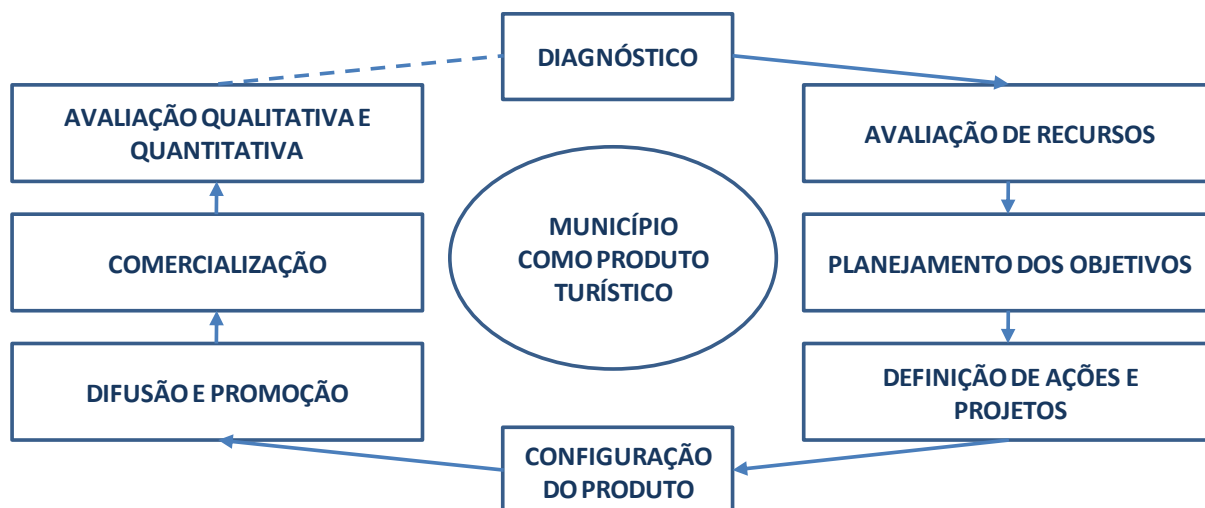 DIAGNÓSTICO
AVALIAÇÃO QUALITATIVA E
QUANTITATIVA
AVALIAÇÃO DE RECURSOS
MUNICÍPIO
COMO PRODUTO
TURÍSTICO
COMERCIALIZAÇÃO
PLANEJAMENTO DOS OBJETIVOS
DIFUSÃO E PROMOÇÃO
DEFINIÇÃO DE AÇÕES E
PROJETOS
CONFIGURAÇÃO
DO PRODUTO